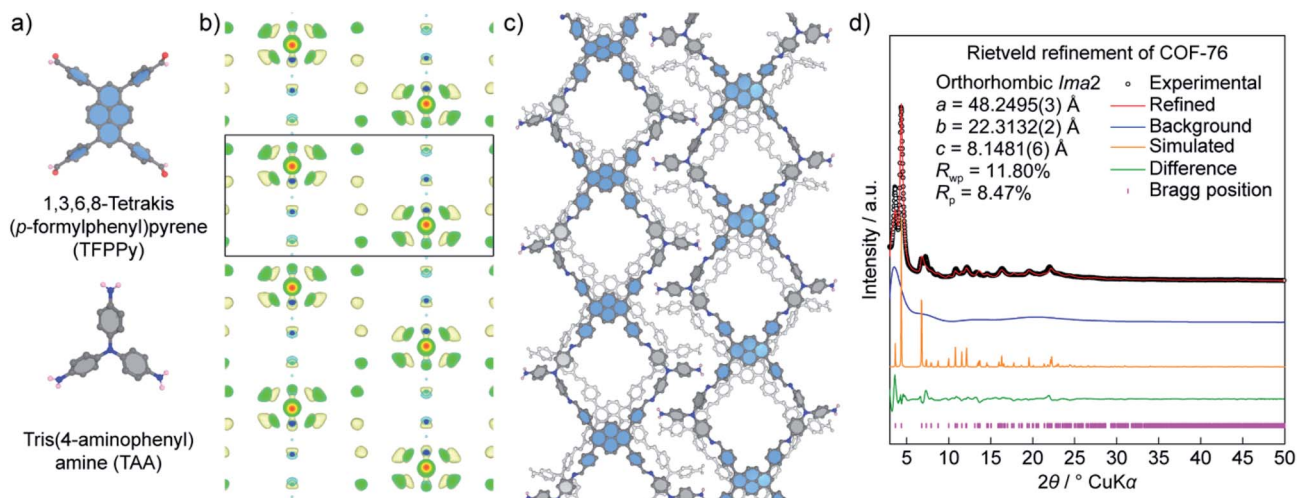 a)
1,3,6,8-Tetrakis
(p-formylphenyl)pyrene
(TFPPy)
Tris(4-aminophenyl)
amine (TAA)
b)
c)
d)
Rietveld refinement of COF-76
Orthorhombic Ima2
a = 48.2495(3) Å
b = 22.3132(2) Å
c = 8.1481(6) Å
Rwp = 11.80%
Rp = 8.47%
Experimental
Refined
Background
Simulated
Difference
Bragg position
Intensity / a.u.
5 10 15 20 25 30 35 40 45 50
2θ / ° CuKα